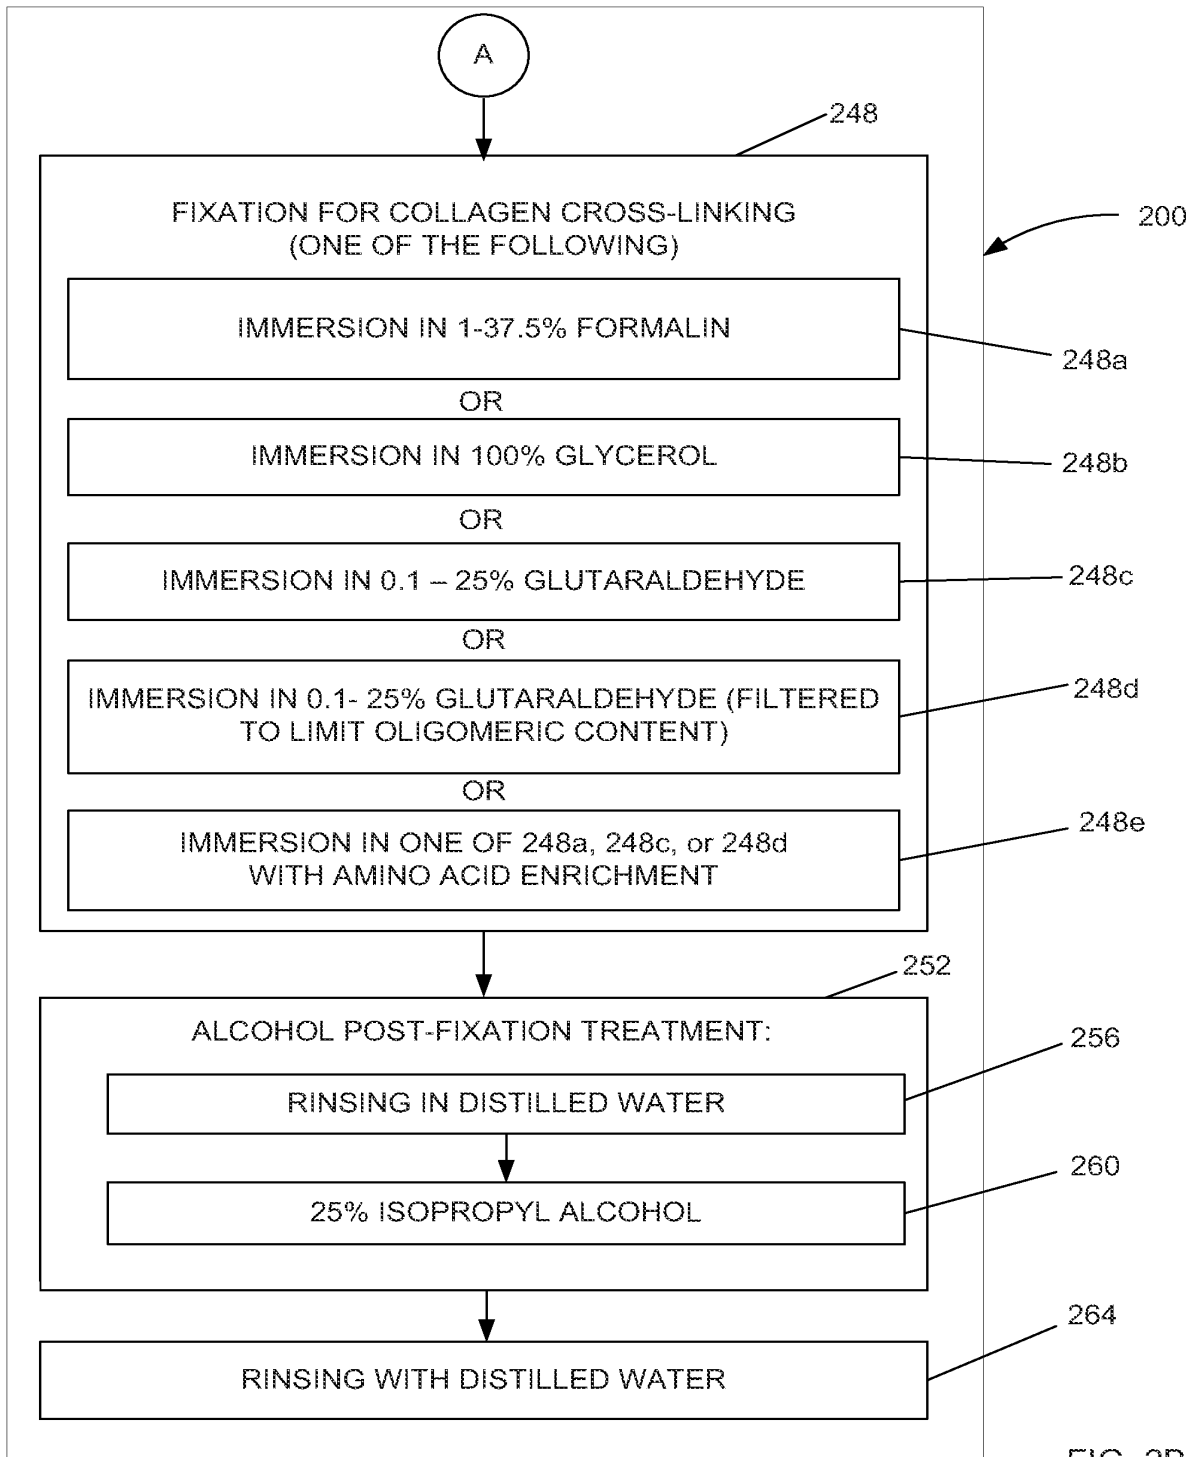 A
248
FIXATION FOR COLLAGEN CROSS-LINKING
(ONE OF THE FOLLOWING)
200
IMMERSION IN 1-37.5% FORMALIN
248a
OR
IMMERSION IN 100% GLYCEROL
248b
OR
IMMERSION IN 0.1 – 25% GLUTARALDEHYDE
248c
OR
IMMERSION IN 0.1- 25% GLUTARALDEHYDE (FILTERED
TO LIMIT OLIGOMERIC CONTENT)
248d
OR
IMMERSION IN ONE OF 248a, 248c, or 248d
WITH AMINO ACID ENRICHMENT
248e
252
ALCOHOL POST-FIXATION TREATMENT:
256
RINSING IN DISTILLED WATER
260
25% ISOPROPYL ALCOHOL
264
RINSING WITH DISTILLED WATER